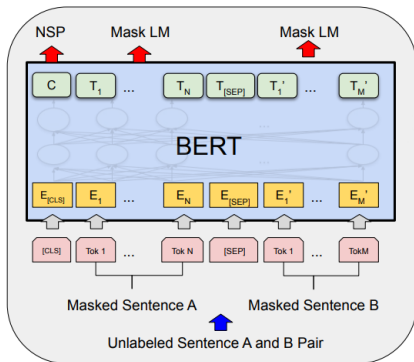 NSP Mask LM Mask LM
C T1 ... TN T[SEP] T1' ... TM'
...
BERT
...
E[CLS] E1 ... EN E[SEP] E1' ... EM'
[CLS] Tok 1 ... Tok N [SEP] Tok 1 ... TokM
Masked Sentence A Masked Sentence B
Unlabeled Sentence A and B Pair